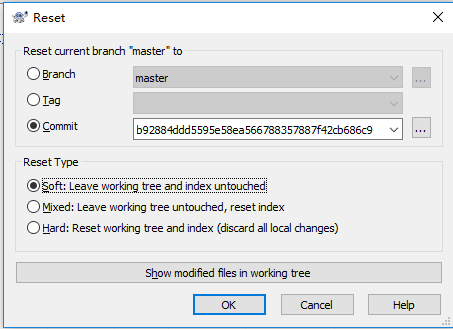 Reset
Reset current branch "master" to
Branch
master
...
Tag
Commit
b92884ddd5595e58ea566788357887f42cb686c9
...
Reset Type
Soft: Leave working tree and index untouched
Mixed: Leave working tree untouched, reset index
Hard: Reset working tree and index (discard all local changes)
Show modified files in working tree
OK
Cancel
Help